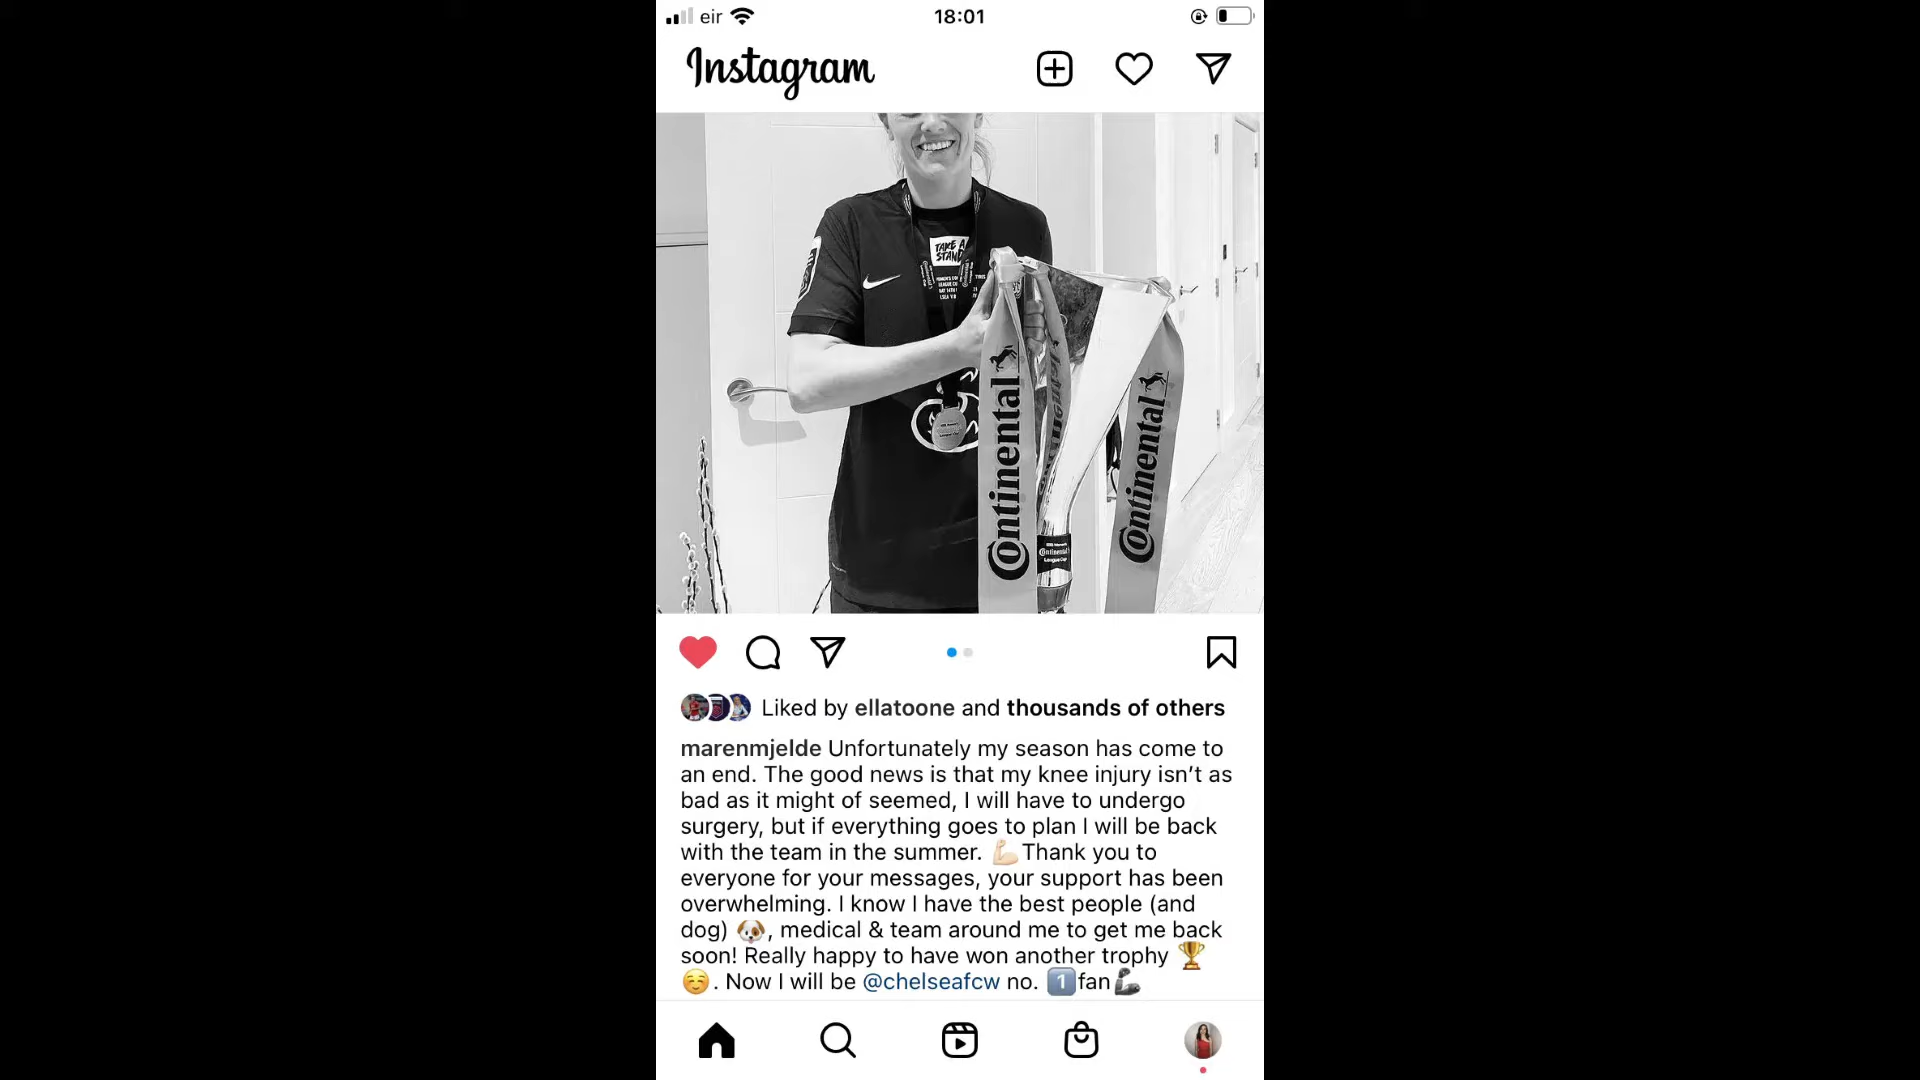 eir 18:01
Instagram
TAKE A
STAND
Continental
Continental
Continental
League Cup
Liked by ellatoone and thousands of others
marenmjelde Unfortunately my season has come to
an end. The good news is that my knee injury isn't as
bad as it might of seemed, I will have to undergo
surgery, but if everything goes to plan I will be back
with the team in the summer. 💪🏻Thank you to
everyone for your messages, your support has been
overwhelming. I know I have the best people (and
dog) 🐶, medical & team around me to get me back
soon! Really happy to have won another trophy 🏆
☺️. Now I will be @chelseafcw no. 1️⃣fan🦾